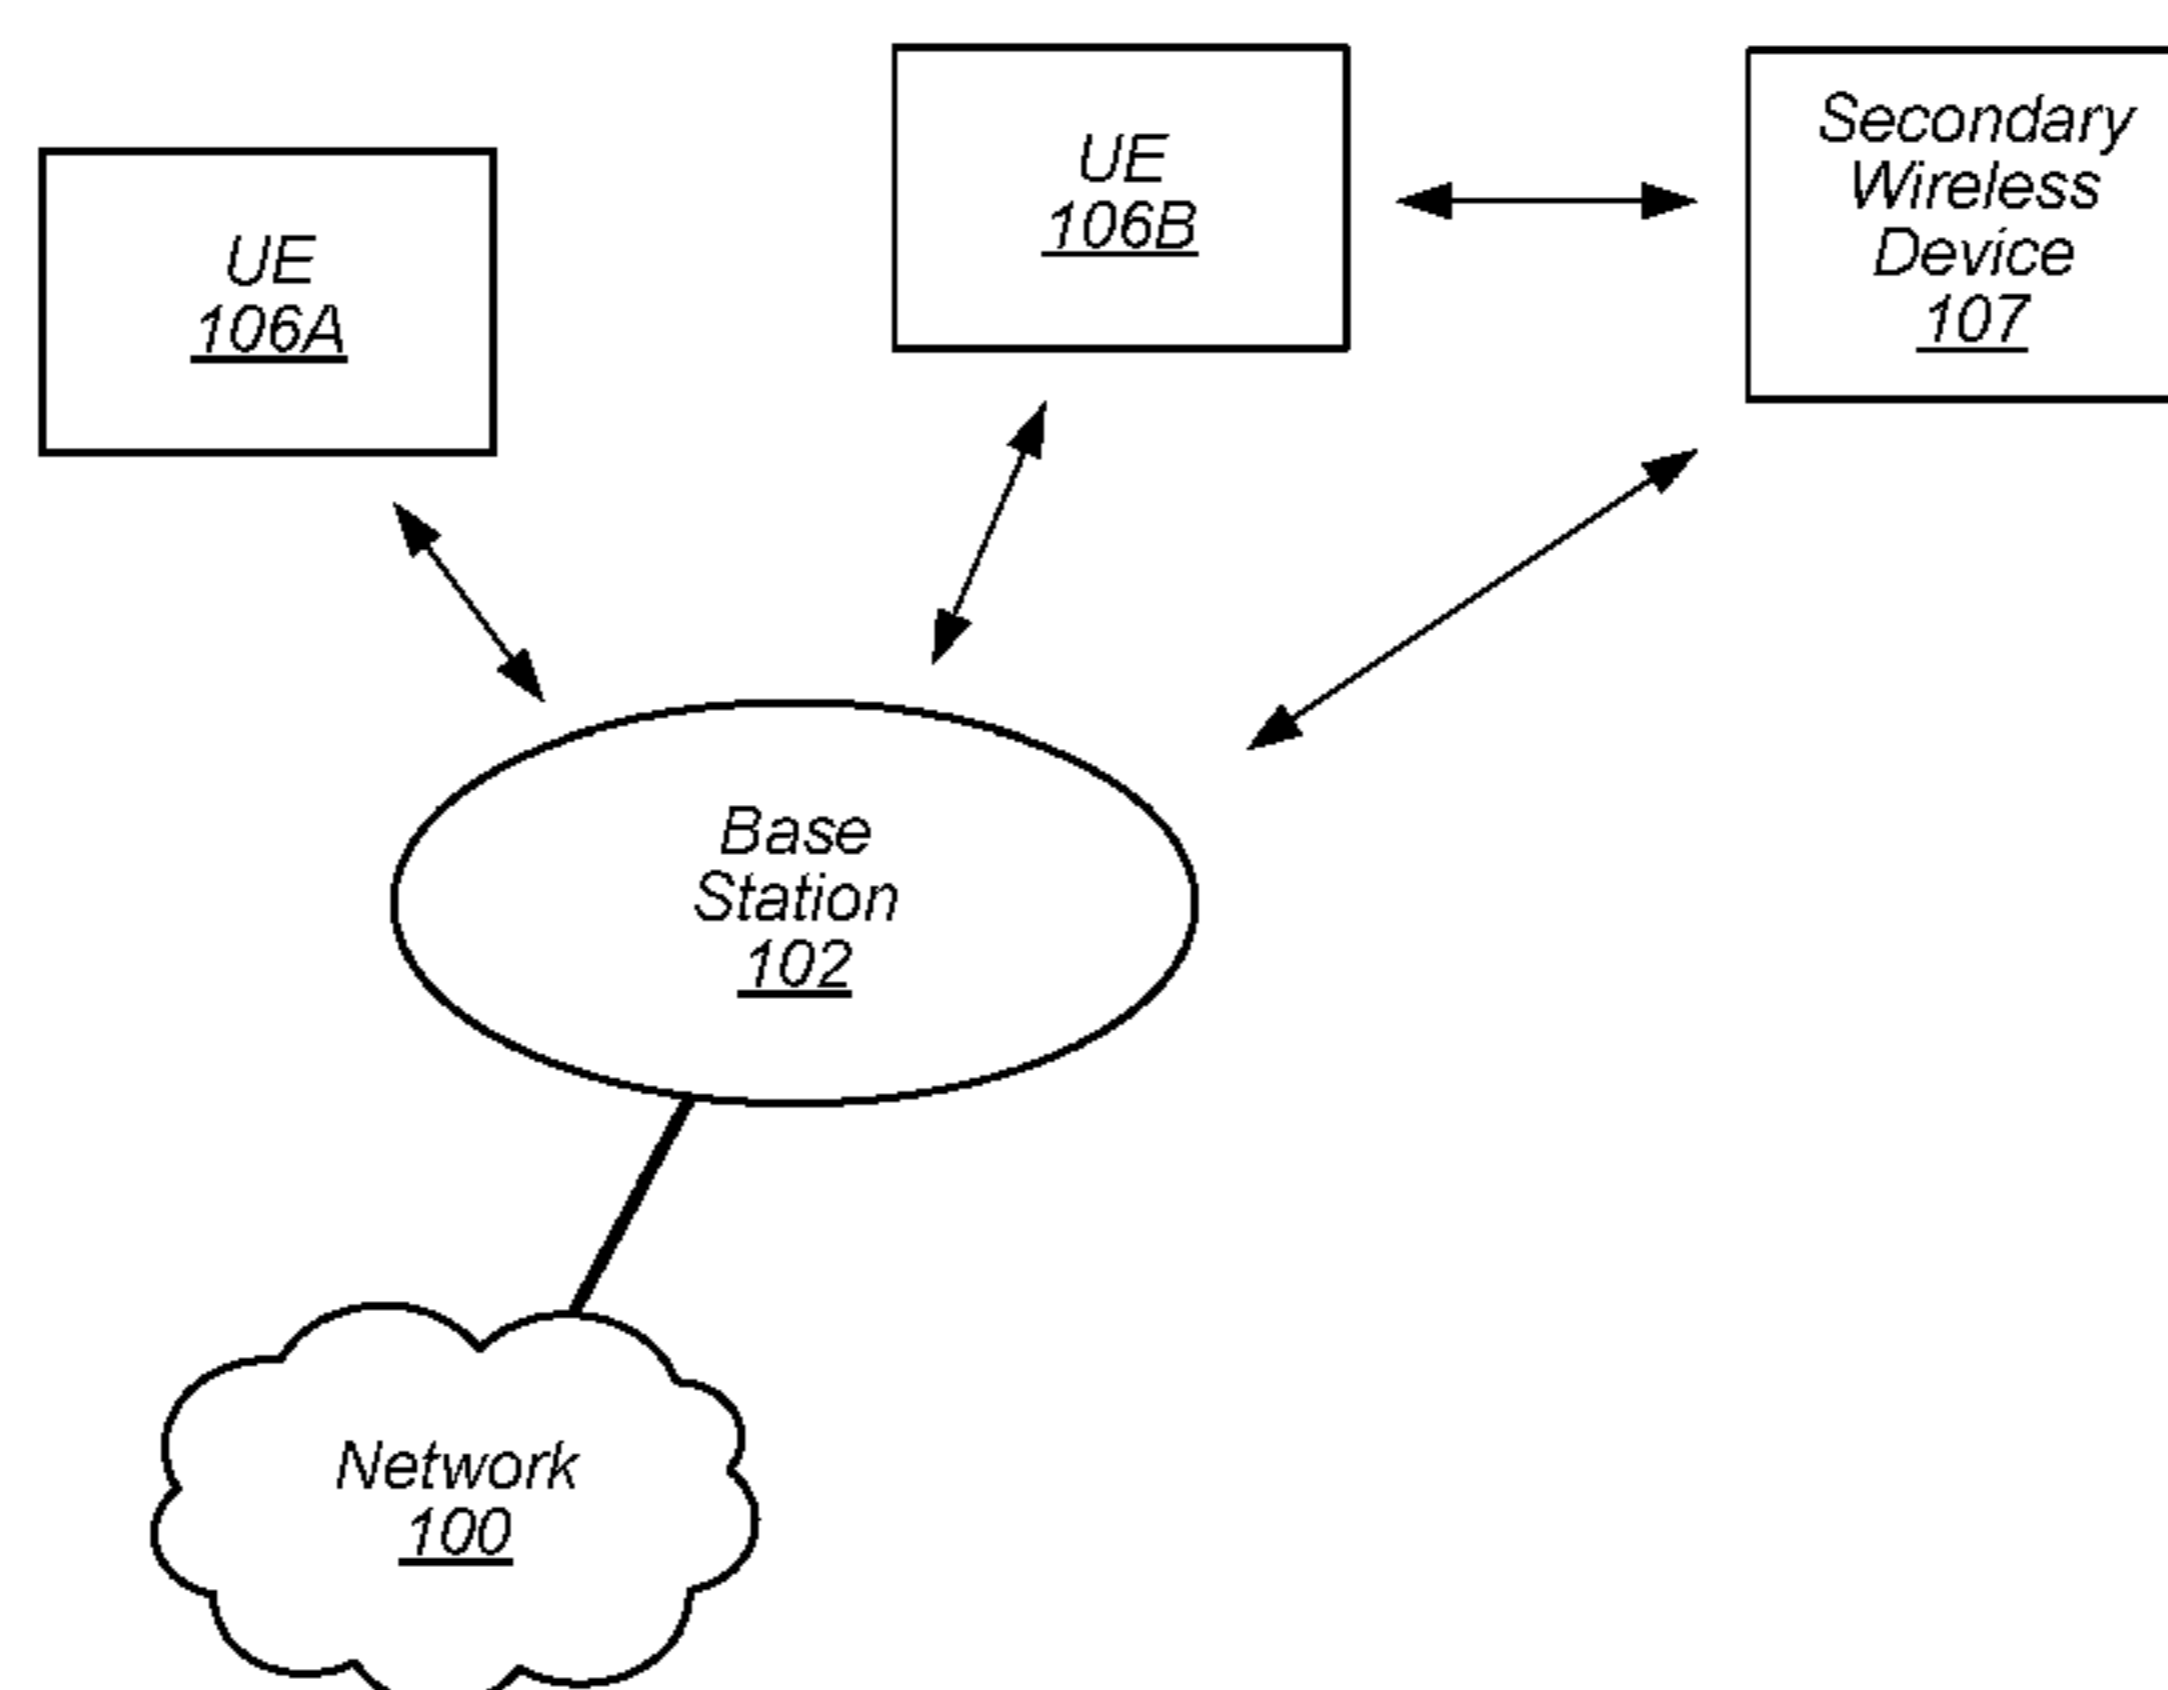 UE
106A
UE
106B
Secondary
Wireless
Device
107
Base
Station
102
Network
100